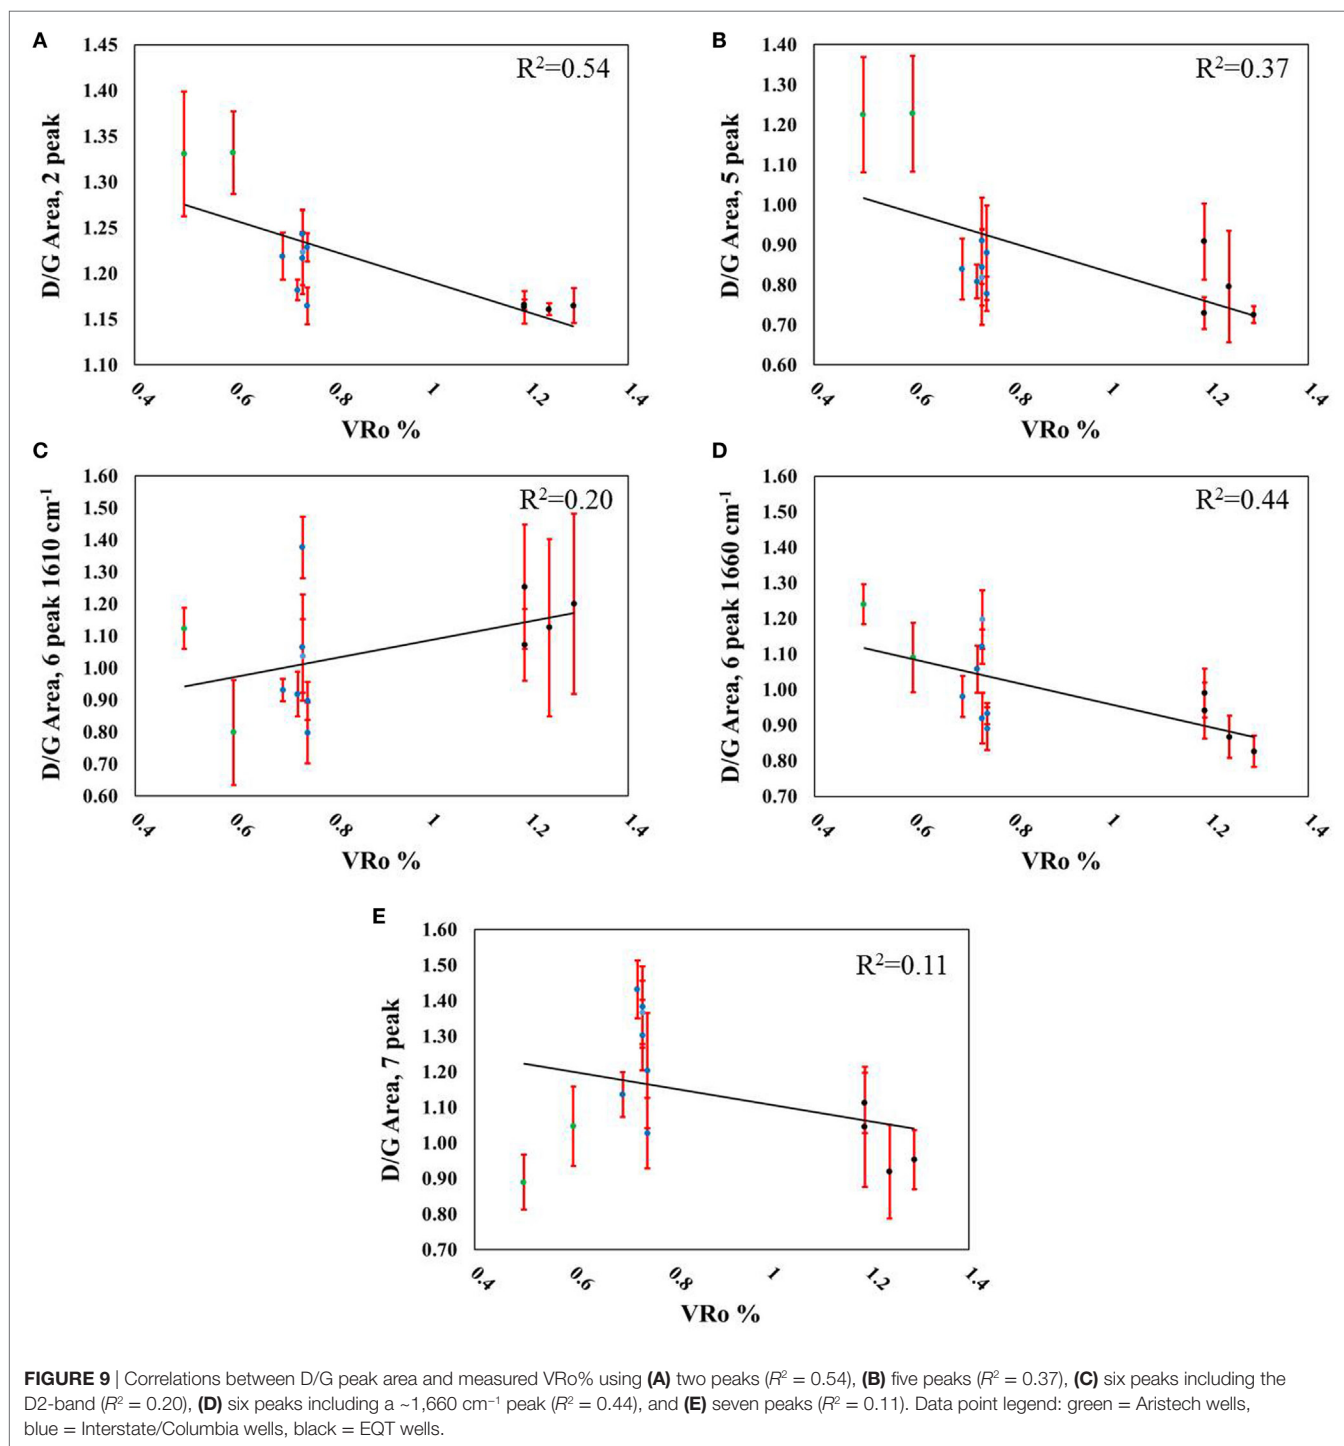 A
R²=0.54
D/G Area, 2 peak
1.45
1.40
1.35
1.30
1.25
1.20
1.15
1.10
0.4 0.6 0.8 1 1.2 1.4
VRo %
B
R²=0.37
D/G Area, 5 peak
1.40
1.30
1.20
1.10
1.00
0.90
0.80
0.70
0.60
0.4 0.6 0.8 1 1.2 1.4
VRo %
C
R²=0.20
D/G Area, 6 peak 1610 cm⁻¹
1.60
1.50
1.40
1.30
1.20
1.10
1.00
0.90
0.80
0.70
0.60
0.4 0.6 0.8 1 1.2 1.4
VRo %
D
R²=0.44
D/G Area, 6 peak 1660 cm⁻¹
1.60
1.50
1.40
1.30
1.20
1.10
1.00
0.90
0.80
0.70
0.4 0.6 0.8 1 1.2 1.4
VRo %
E
R²=0.11
D/G Area, 7 peak
1.60
1.50
1.40
1.30
1.20
1.10
1.00
0.90
0.80
0.70
0.4 0.6 0.8 1 1.2 1.4
VRo %
FIGURE 9 | Correlations between D/G peak area and measured VRo% using (A) two peaks (R² = 0.54), (B) five peaks (R² = 0.37), (C) six peaks including the
D2-band (R² = 0.20), (D) six peaks including a ~1,660 cm⁻¹ peak (R² = 0.44), and (E) seven peaks (R² = 0.11). Data point legend: green = Aristech wells,
blue = Interstate/Columbia wells, black = EQT wells.